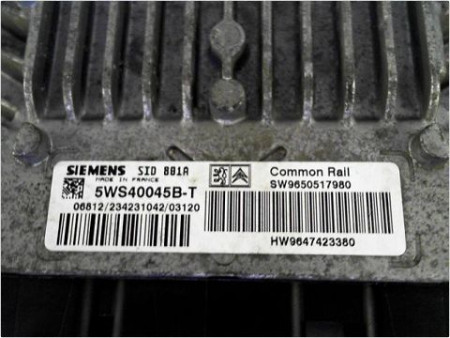 SIEMENS SID 801A
MADE IN FRANCE
5WS40045B-T
06812/234231042/03120
Common Rail
SW9650517980
HW9647423380